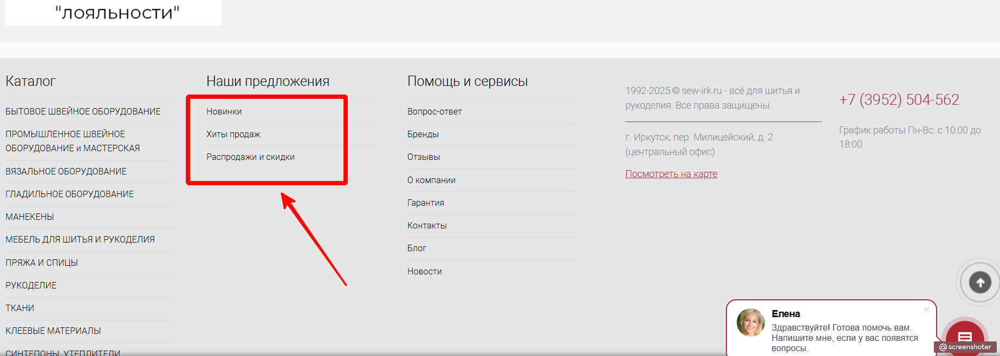 "лояльности"
Каталог
БЫТОВОЕ ШВЕЙНОЕ ОБОРУДОВАНИЕ
ПРОМЫШЛЕННОЕ ШВЕЙНОЕ
ОБОРУДОВАНИЕ и МАСТЕРСКАЯ
ВЯЗАЛЬНОЕ ОБОРУДОВАНИЕ
ГЛАДИЛЬНОЕ ОБОРУДОВАНИЕ
МАНЕКЕНЫ
МЕБЕЛЬ ДЛЯ ШИТЬЯ И РУКОДЕЛИЯ
ПРЯЖА И СПИЦЫ
РУКОДЕЛИЕ
ТКАНИ
КЛЕЕВЫЕ МАТЕРИАЛЫ
СИНТЕПОНЫ, УТЕПЛИТЕЛИ
Наши предложения
Новинки
Хиты продаж
Распродажи и скидки
Помощь и сервисы
Вопрос-ответ
Бренды
Отзывы
О компании
Гарантия
Контакты
Блог
Новости
1992-2025 © sew-irk.ru - всё для шитья и
рукоделия. Все права защищены.
г. Иркутск, пер. Милицейский, д. 2
(центральный офис)
Посмотреть на карте
+7 (3952) 504-562
График работы Пн-Вс: с 10:00 до
18:00
Елена
Здравствуйте! Готова помочь вам.
Напишите мне, если у вас появятся
вопросы.
@screenshoter